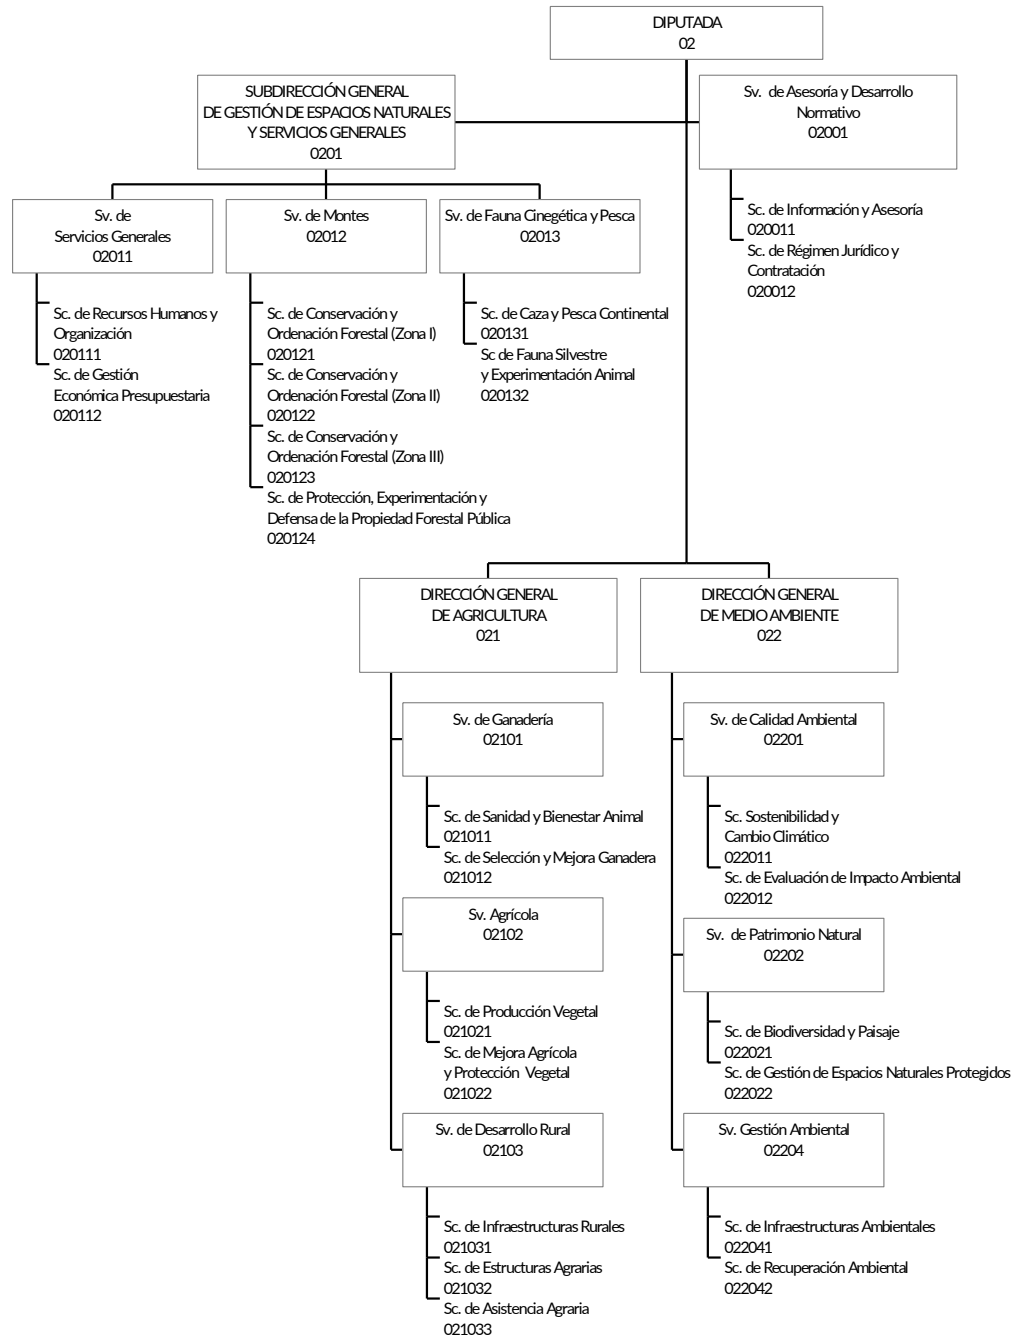 DIPUTADA
02
SUBDIRECCIÓN GENERAL
DE GESTIÓN DE ESPACIOS NATURALES
Y SERVICIOS GENERALES
0201
Sv. de Asesoría y Desarrollo
Normativo
02001
Sc. de Información y Asesoría
020011
Sc. de Régimen Jurídico y
Contratación
020012
Sv. de
Servicios Generales
02011
Sc. de Recursos Humanos y
Organización
020111
Sc. de Gestión
Económica Presupuestaria
020112
Sv. de Montes
02012
Sc. de Conservación y
Ordenación Forestal (Zona I)
020121
Sc. de Conservación y
Ordenación Forestal (Zona II)
020122
Sc. de Conservación y
Ordenación Forestal (Zona III)
020123
Sc. de Protección, Experimentación y
Defensa de la Propiedad Forestal Pública
020124
Sv. de Fauna Cinegética y Pesca
02013
Sc. de Caza y Pesca Continental
020131
Sc de Fauna Silvestre
y Experimentación Animal
020132
DIRECCIÓN GENERAL
DE AGRICULTURA
021
Sv. de Ganadería
02101
Sc. de Sanidad y Bienestar Animal
021011
Sc. de Selección y Mejora Ganadera
021012
Sv. Agrícola
02102
Sc. de Producción Vegetal
021021
Sc. de Mejora Agrícola
y Protección Vegetal
021022
Sv. de Desarrollo Rural
02103
Sc. de Infraestructuras Rurales
021031
Sc. de Estructuras Agrarias
021032
Sc. de Asistencia Agraria
021033
DIRECCIÓN GENERAL
DE MEDIO AMBIENTE
022
Sv. de Calidad Ambiental
02201
Sc. Sostenibilidad y
Cambio Climático
022011
Sc. de Evaluación de Impacto Ambiental
022012
Sv. de Patrimonio Natural
02202
Sc. de Biodiversidad y Paisaje
022021
Sc. de Gestión de Espacios Naturales Protegidos
022022
Sv. Gestión Ambiental
02204
Sc. de Infraestructuras Ambientales
022041
Sc. de Recuperación Ambiental
022042